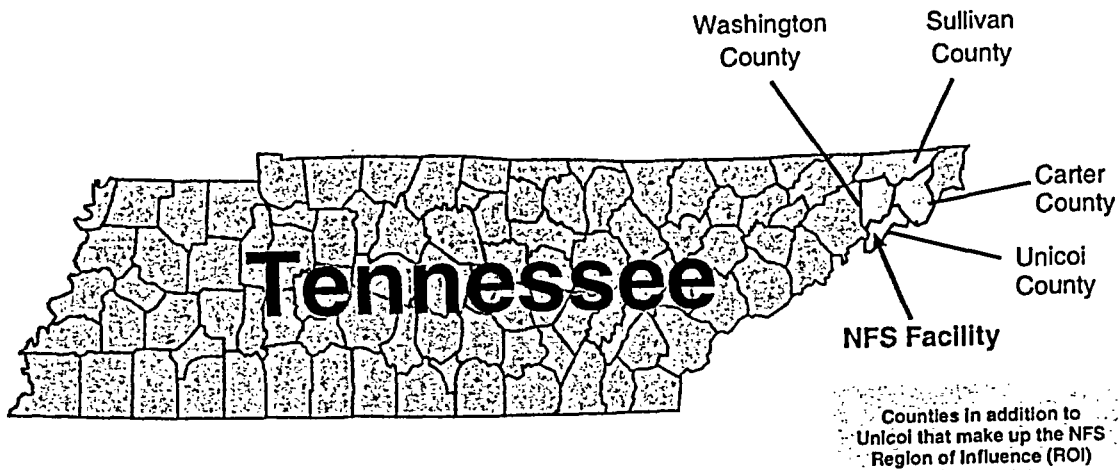 Washington
County
Sullivan
County
Carter
County
Tennessee
Unicoi
County
NFS Facility
Counties in addition to
Unicoi that make up the NFS
Region of Influence (ROI)